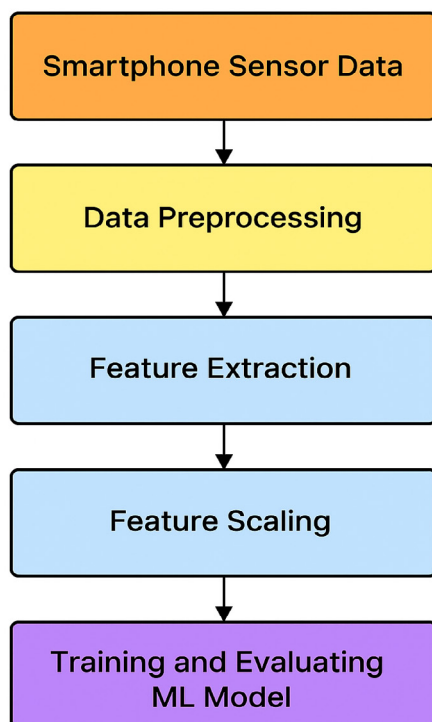 Smartphone Sensor Data
Data Preprocessing
Feature Extraction
Feature Scaling
Training and Evaluating
ML Model